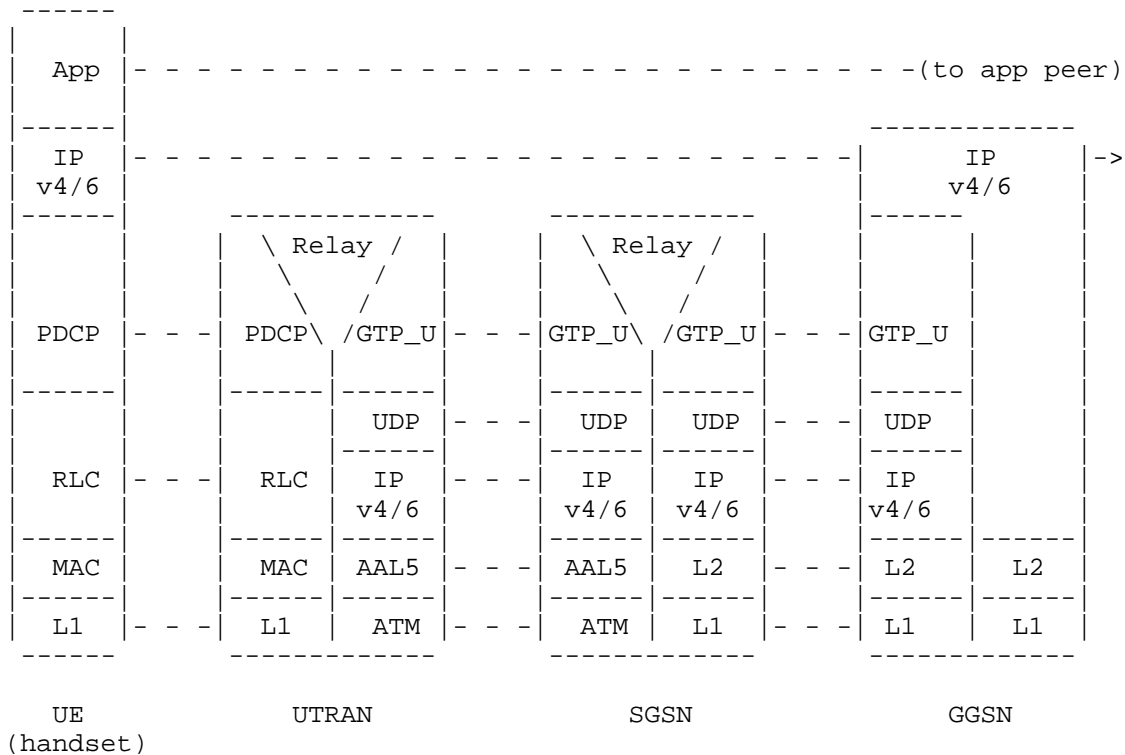 App (to app peer)
IP IP ->
v4/6 v4/6
\ Relay / \ Relay /
PDCP PDCP\ /GTP_U GTP_U\ /GTP_U GTP_U
UDP UDP UDP UDP
RLC RLC IP IP IP IP
v4/6 v4/6 v4/6 v4/6
MAC MAC AAL5 AAL5 L2 L2 L2
L1 L1 ATM ATM L1 L1 L1
UE UTRAN SGSN GGSN
(handset)